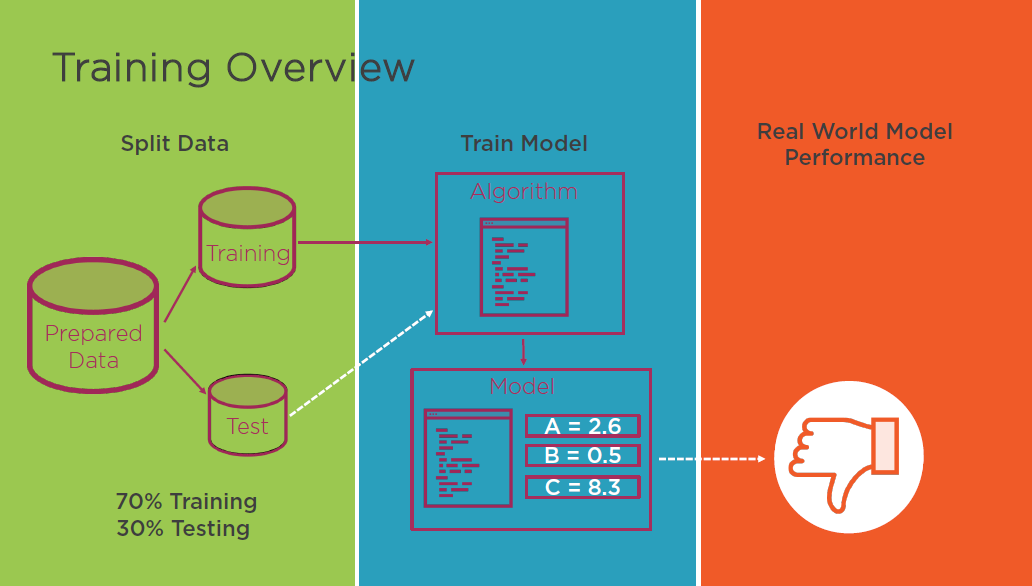 Training Overview
Split Data
Training
Prepared
Data
Test
70% Training
30% Testing
Train Model
Algorithm
Model
A = 2.6
B = 0.5
C = 8.3
Real World Model
Performance